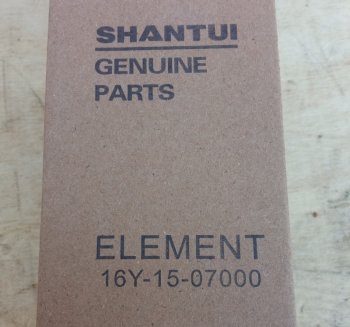 SHANTUI
GENUINE
PARTS
ELEMENT
16Y-15-07000